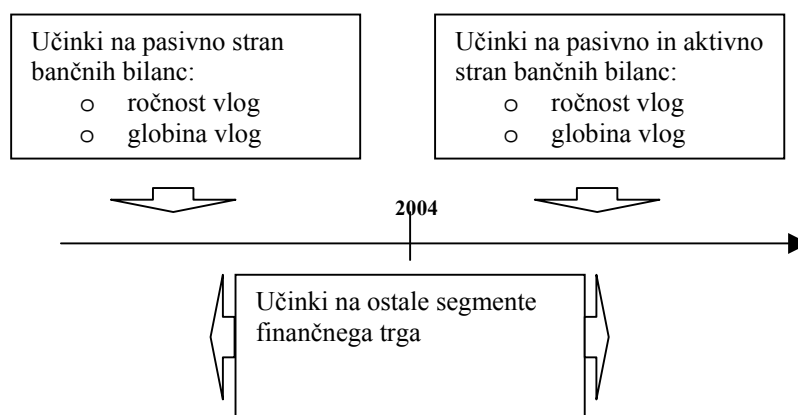 Učinki na pasivno stran
bančnih bilanc:
o ročnost vlog
o globina vlog
Učinki na pasivno in aktivno
stran bančnih bilanc:
o ročnost vlog
o globina vlog
2004
Učinki na ostale segmente
finančnega trga